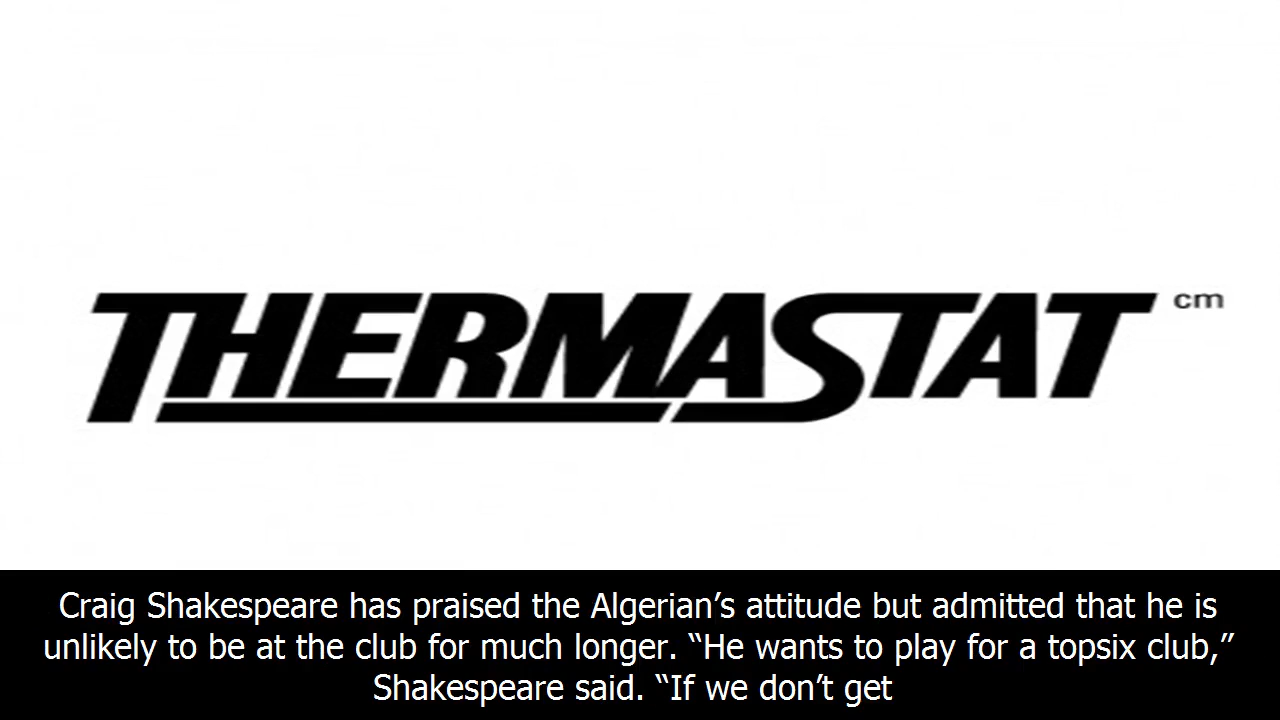 THERMASTAT cm
Craig Shakespeare has praised the Algerian’s attitude but admitted that he is
unlikely to be at the club for much longer. “He wants to play for a topsix club,”
Shakespeare said. “If we don’t get